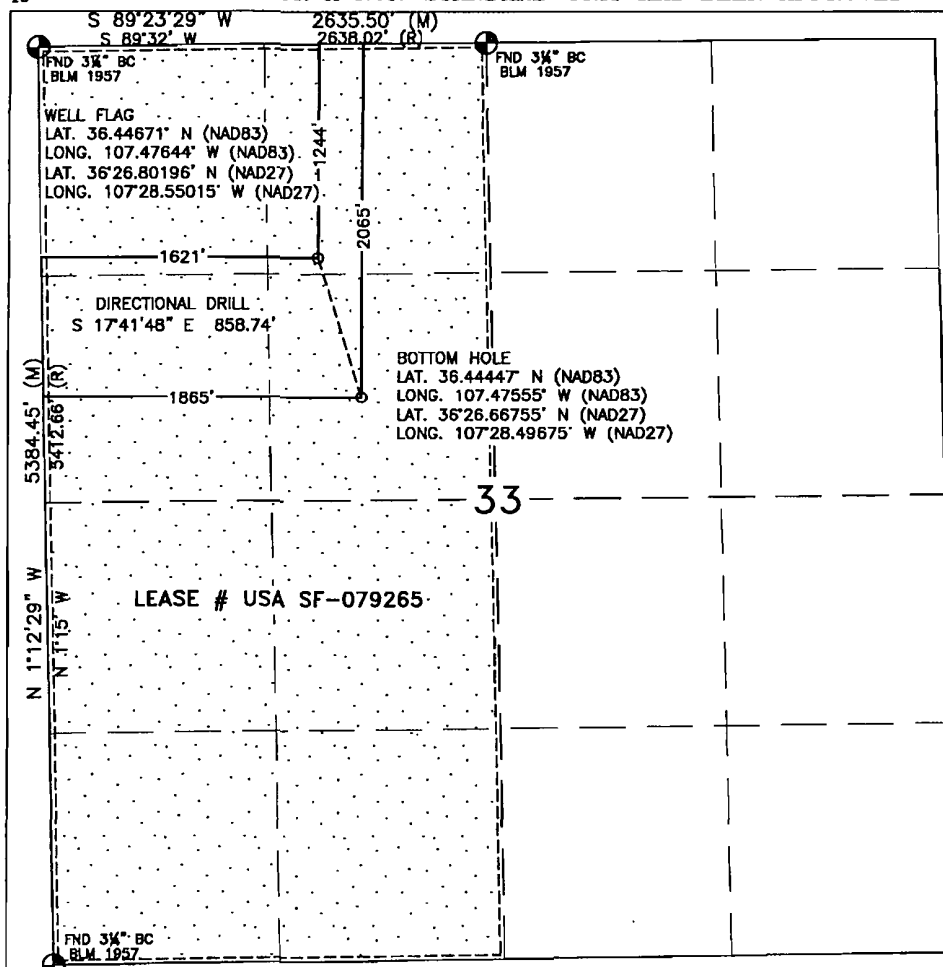 S 89°23'29" W 2635.50' (M)
S 89°32' W 2638.02' (R)
FND 3¼" BC
BLM 1957
FND 3¼" BC
BLM 1957
WELL FLAG
LAT. 36.44671° N (NAD83)
LONG. 107.47644° W (NAD83)
LAT. 36°26.80196' N (NAD27)
LONG. 107°28.55015' W (NAD27)
1244'
2065'
1621'
DIRECTIONAL DRILL
S 17°41'48" E 858.74'
BOTTOM HOLE
LAT. 36.44447° N (NAD83)
LONG. 107.47555° W (NAD83)
LAT. 36°26.66755' N (NAD27)
LONG. 107°28.49675' W (NAD27)
1865'
N 1°12'29" W 5384.45' (M)
N 1°15' W 5412.66' (R)
33
LEASE # USA SF-079265
FND 3¼" BC
BLM 1957